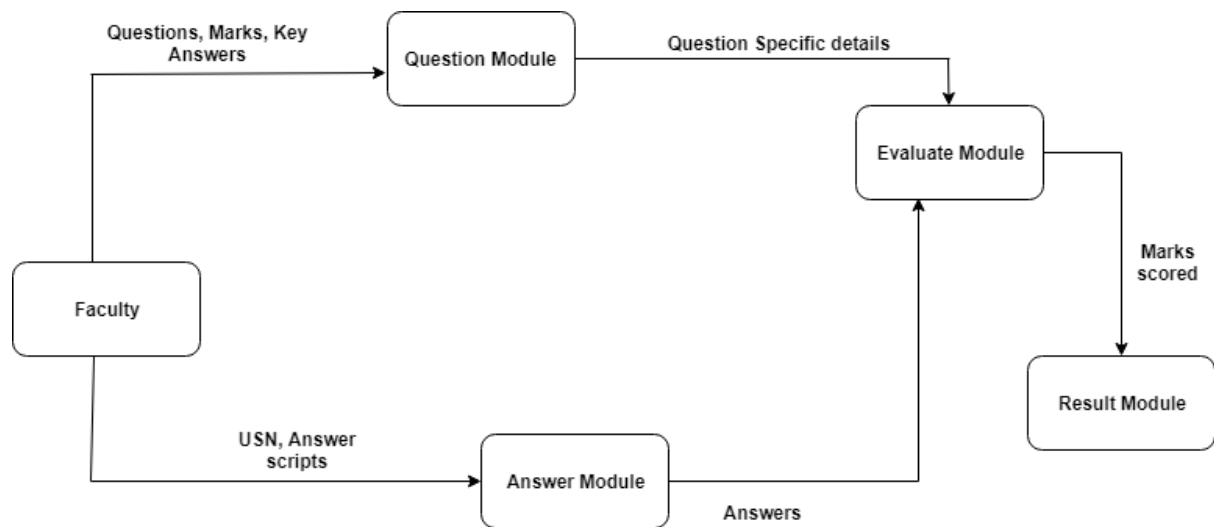 Questions, Marks, Key
Answers
Question Module
Question Specific details
Evaluate Module
Marks
scored
Faculty
Result Module
USN, Answer
scripts
Answer Module
Answers